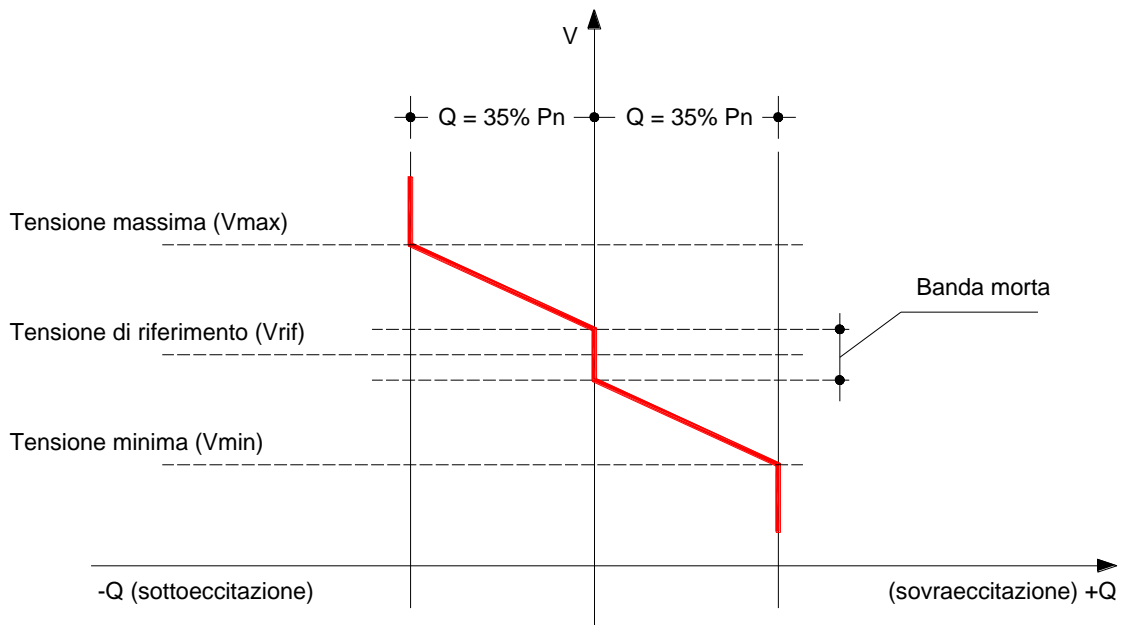 V
Q = 35% Pn
Q = 35% Pn
Tensione massima (Vmax)
Banda morta
Tensione di riferimento (Vrif)
Tensione minima (Vmin)
-Q (sottoeccitazione)
(sovraeccitazione) +Q